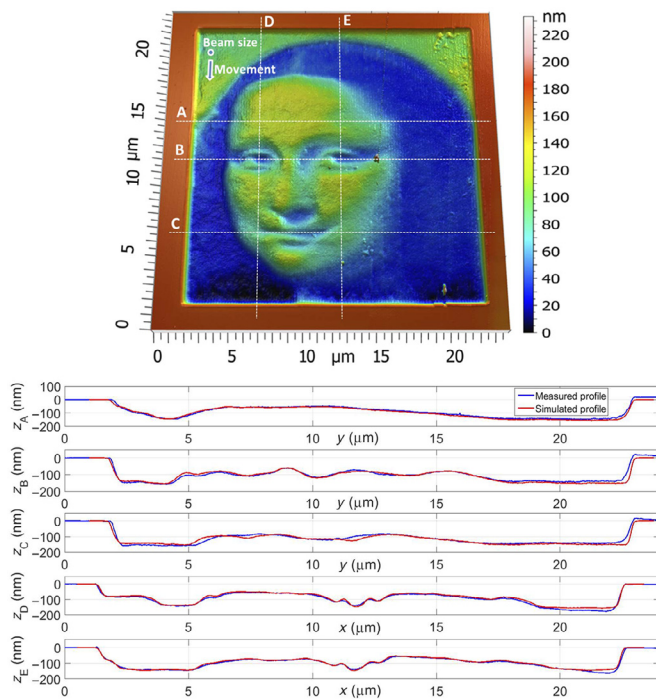 D E
nm
20 220
Beam size 200
Movement 180
15 160
A 140
μm B 120
10 100
C 80
5 60
40
20
0 0
0 5 10 μm 15 20
z_A (nm) 100 0 -100 -200
Measured profile
Simulated profile
0 5 10 15 20
y (μm)
z_B (nm) 0 -100 -200
0 5 10 15 20
y (μm)
z_C (nm) 0 -100 -200
0 5 10 15 20
x (μm)
z_D (nm) 0 -100 -200
0 5 10 15 20
x (μm)
z_E (nm) 0 -100
0 5 10 15 20
x (μm)